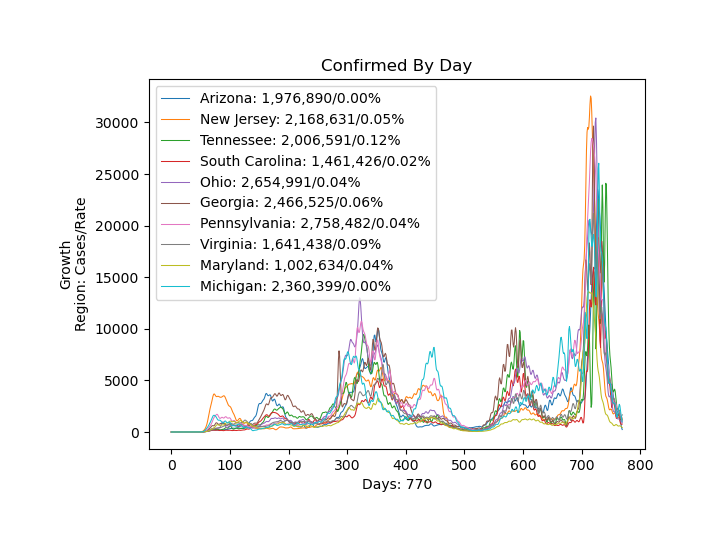 Confirmed By Day
Growth
Region: Cases/Rate
30000
25000
20000
15000
10000
5000
0
Arizona: 1,976,890/0.00%
New Jersey: 2,168,631/0.05%
Tennessee: 2,006,591/0.12%
South Carolina: 1,461,426/0.02%
Ohio: 2,654,991/0.04%
Georgia: 2,466,525/0.06%
Pennsylvania: 2,758,482/0.04%
Virginia: 1,641,438/0.09%
Maryland: 1,002,634/0.04%
Michigan: 2,360,399/0.00%
0 100 200 300 400 500 600 700 800
Days: 770